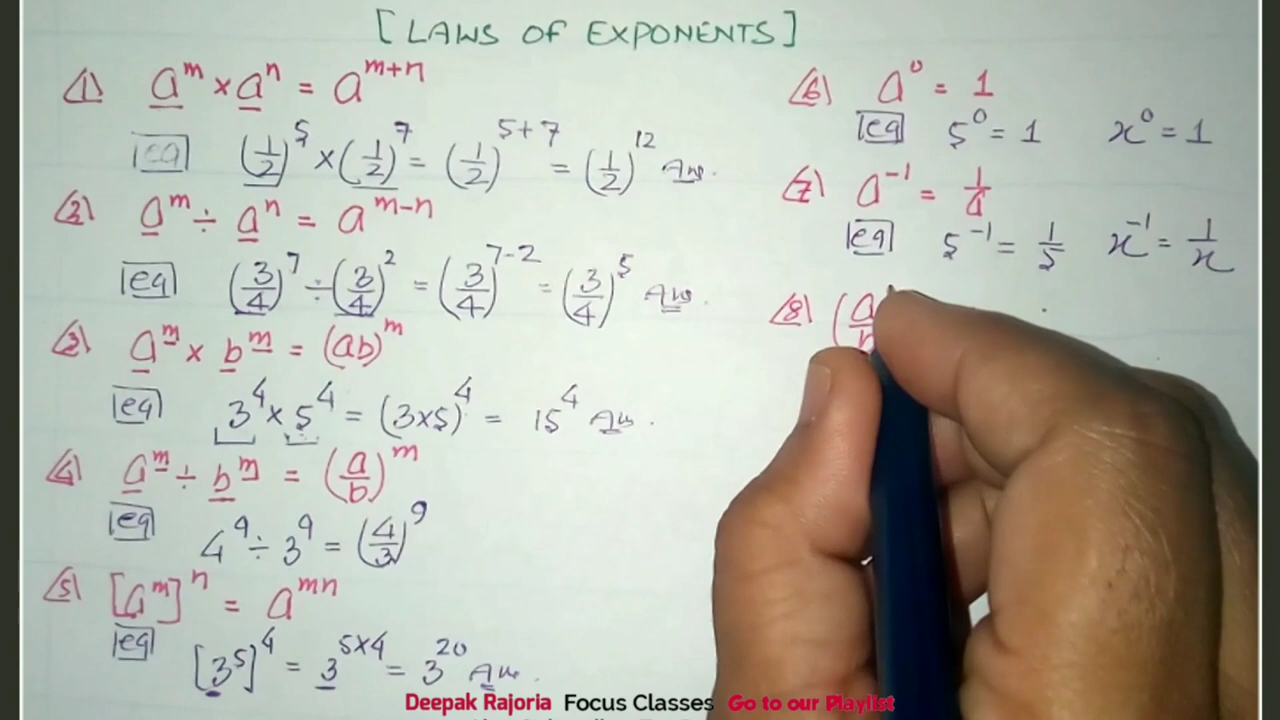 [LAWS OF EXPONENTS]
(1) a^m × a^n = a^{m+n}
eg (1/2)^5 × (1/2)^7 = (1/2)^{5+7} = (1/2)^{12} Ans.
(2) a^m ÷ a^n = a^{m-n}
eg (3/4)^7 ÷ (3/4)^2 = (3/4)^{7-2} = (3/4)^5 Ans.
(3) a^m × b^m = (ab)^m
eg 3^4 × 5^4 = (3×5)^4 = 15^4 Ans.
(4) a^m ÷ b^m = (a/b)^m
eg 4^9 ÷ 3^9 = (4/3)^9
(5) [a^m]^n = a^{mn}
eg [3^5]^4 = 3^{5×4} = 3^{20} Ans.
(6) a^0 = 1
eg 5^0 = 1 x^0 = 1
(7) a^{-1} = 1/a
eg 5^{-1} = 1/5 x^{-1} = 1/x
(8) (a/b
Deepak Rajoria Focus Classes Go to our Playlist